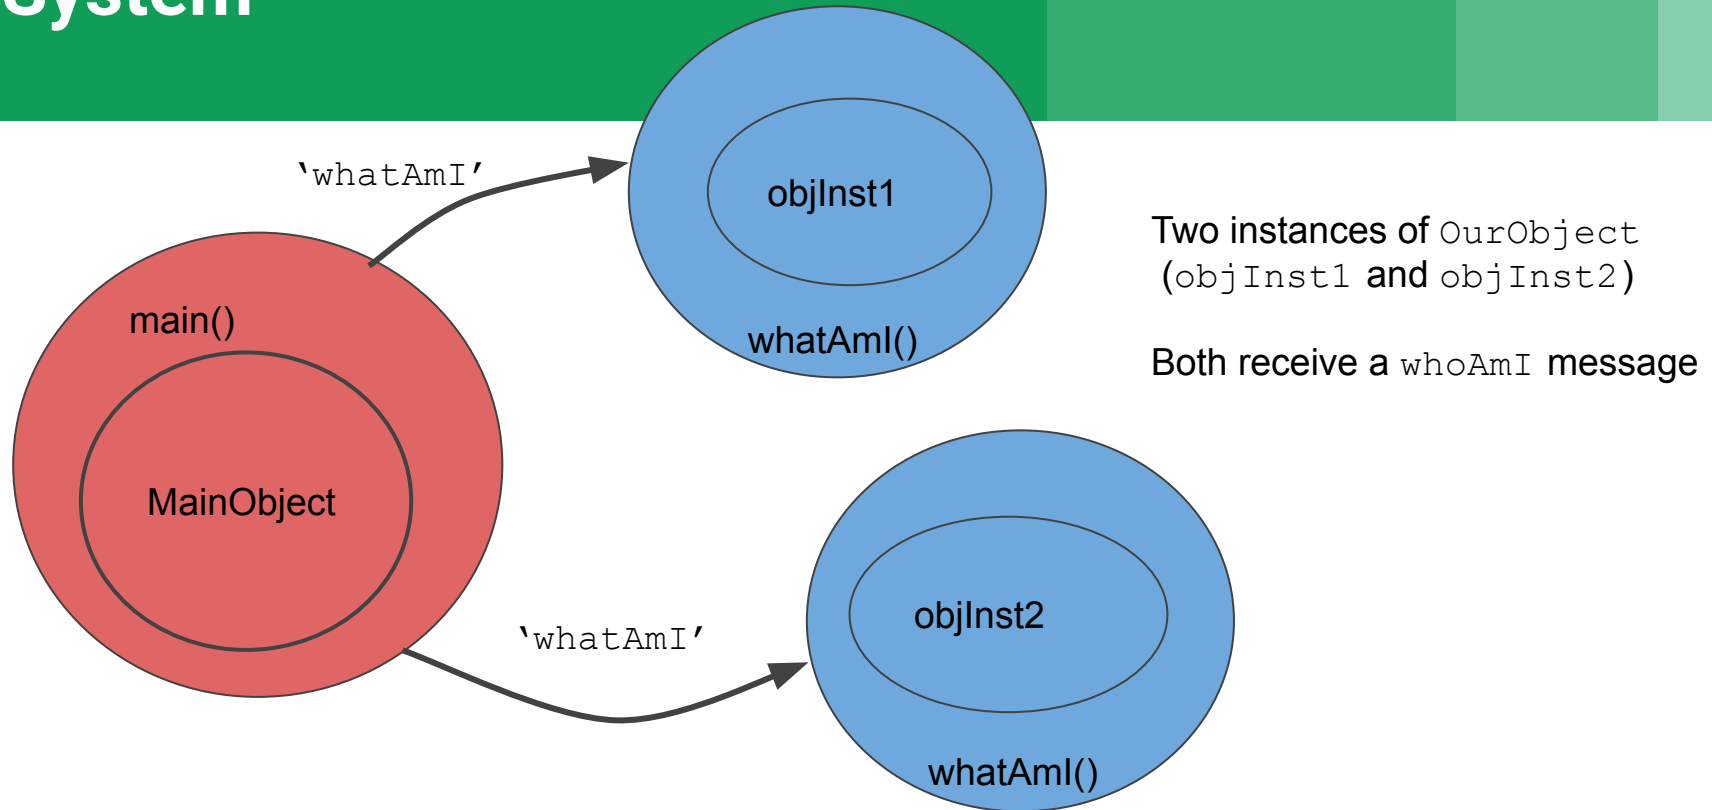 System
‘whatAmI’
objInst1
whatAmI()
main()
MainObject
Two instances of OurObject
(objInst1 and objInst2)
Both receive a whoAmI message
‘whatAmI’
objInst2
whatAmI()